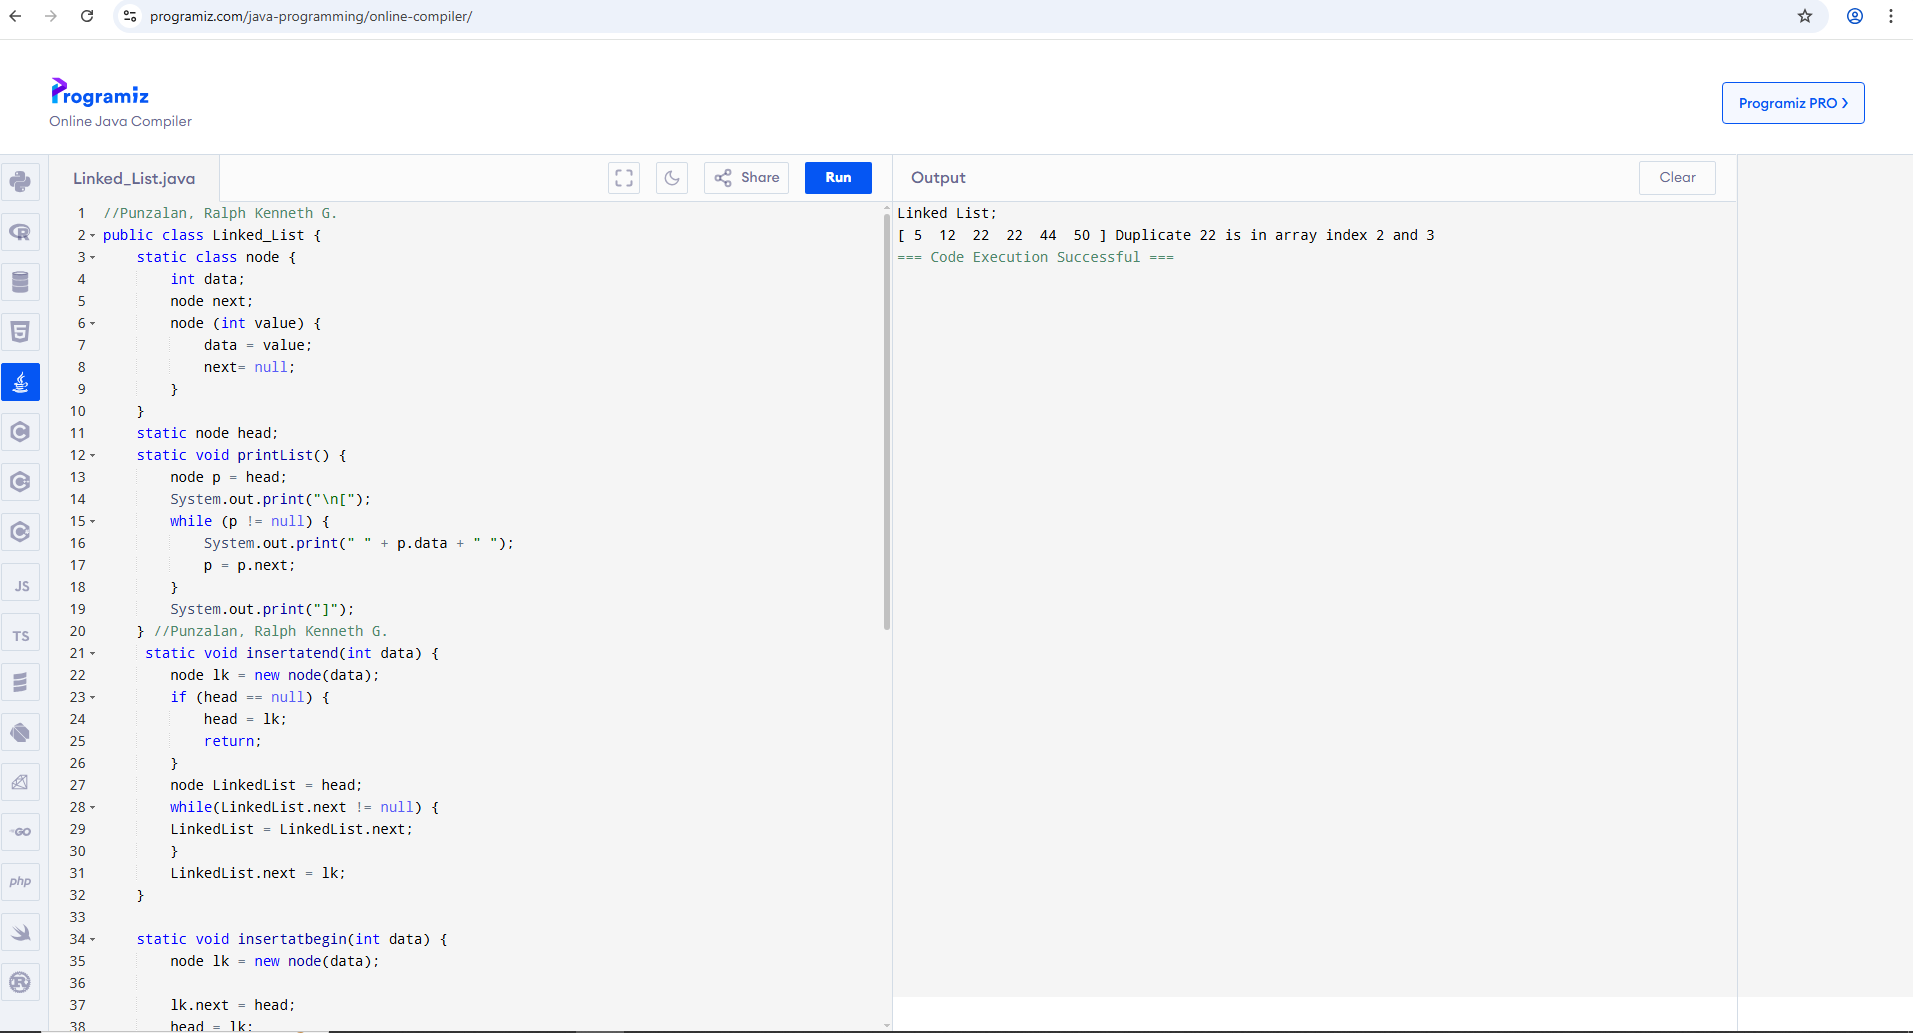 programiz.com/java-programming/online-compiler/
Programiz
Online Java Compiler
Programiz PRO ›
Linked_List.java
Share
Run
Output
Clear
1 //Punzalan, Ralph Kenneth G.
2 public class Linked_List {
3 static class node {
4 int data;
5 node next;
6 node (int value) {
7 data = value;
8 next= null;
9 }
10 }
11 static node head;
12 static void printList() {
13 node p = head;
14 System.out.print("\n[");
15 while (p != null) {
16 System.out.print(" " + p.data + " ");
17 p = p.next;
18 }
19 System.out.print("]");
20 } //Punzalan, Ralph Kenneth G.
21 static void insertatend(int data) {
22 node lk = new node(data);
23 if (head == null) {
24 head = lk;
25 return;
26 }
27 node LinkedList = head;
28 while(LinkedList.next != null) {
29 LinkedList = LinkedList.next;
30 }
31 LinkedList.next = lk;
32 }
33
34 static void insertatbegin(int data) {
35 node lk = new node(data);
36
37 lk.next = head;
38 head = lk;
Linked List;
[ 5 12 22 22 44 50 ] Duplicate 22 is in array index 2 and 3
=== Code Execution Successful ===
R
5
C
C
C
JS
TS
GO
php
R